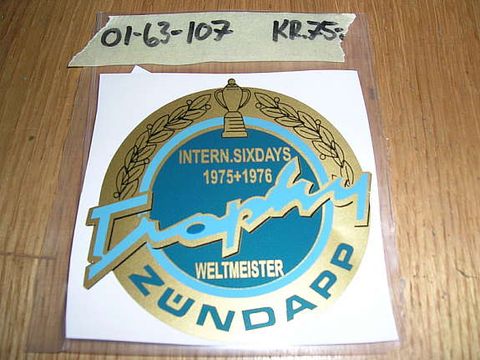 01-63-107 KR.75:-
INTERN.SIXDAYS
1975+1976
Trophy
WELTMEISTER
ZÜNDAPP